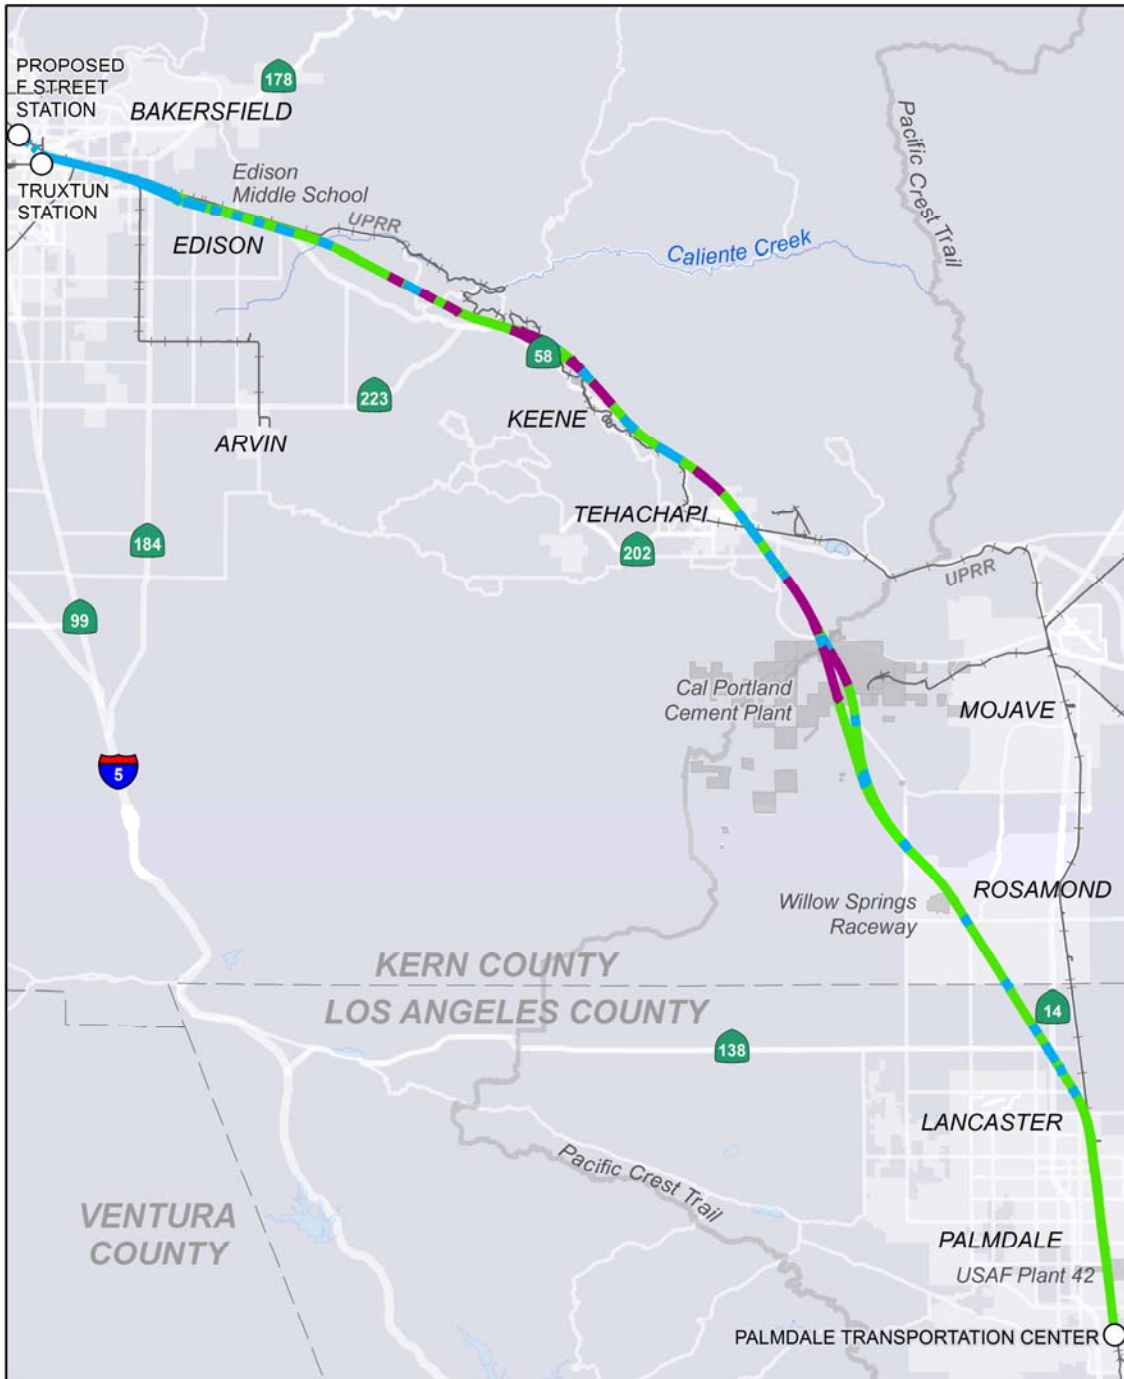 PROPOSED
F STREET
STATION
178
BAKERSFIELD
TRUXTUN
STATION
Edison
Middle School
EDISON
UPRR
Caliente Creek
Pacific Crest Trail
58
223
KEENE
ARVIN
184
TEHACHAPI
202
UPRR
99
Cal Portland
Cement Plant
MOJAVE
5
ROSAMOND
Willow Springs
Raceway
KERN COUNTY
LOS ANGELES COUNTY
14
138
LANCASTER
Pacific Crest Trail
VENTURA
COUNTY
PALMDALE
USAF Plant 42
PALMDALE TRANSPORTATION CENTER